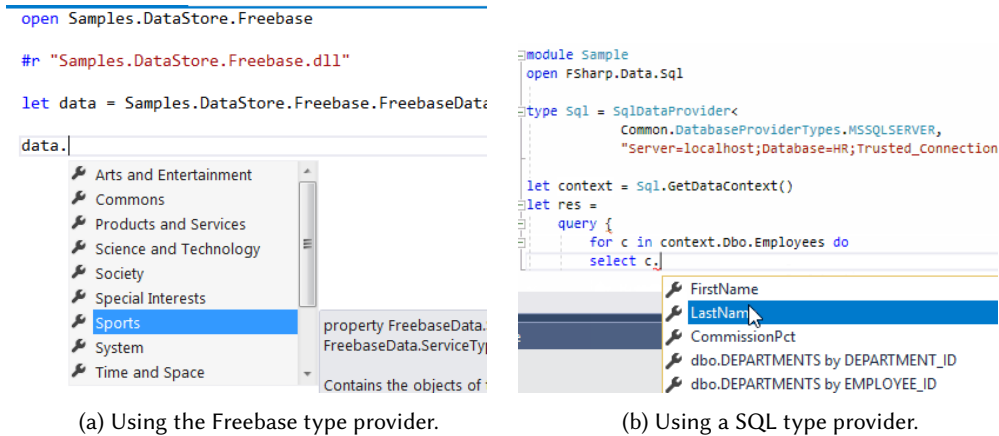 open Samples.DataStore.Freebase
#r "Samples.DataStore.Freebase.dll"
let data = Samples.DataStore.Freebase.FreebaseData
data.
Arts and Entertainment
Commons
Products and Services
Science and Technology
Society
Special Interests
Sports
System
Time and Space
property FreebaseData.
FreebaseData.ServiceTyp
Contains the objects of
(a) Using the Freebase type provider.
module Sample
open FSharp.Data.Sql
type Sql = SqlDataProvider<
Common.DatabaseProviderTypes.MSSQLSERVER,
"Server=localhost;Database=HR;Trusted_Connection
let context = Sql.GetDataContext()
let res =
query {
for c in context.Dbo.Employees do
select c.
FirstName
LastNam
CommissionPct
dbo.DEPARTMENTS by DEPARTMENT_ID
dbo.DEPARTMENTS by EMPLOYEE_ID
(b) Using a SQL type provider.